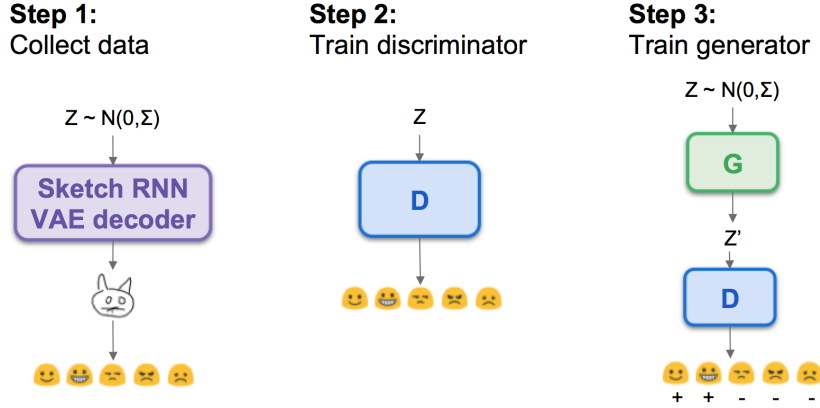 Step 1:
Collect data
Z ~ N(0,Σ)
Sketch RNN
VAE decoder
Step 2:
Train discriminator
Z
D
Step 3:
Train generator
Z ~ N(0,Σ)
G
Z’
D
+ + - - -